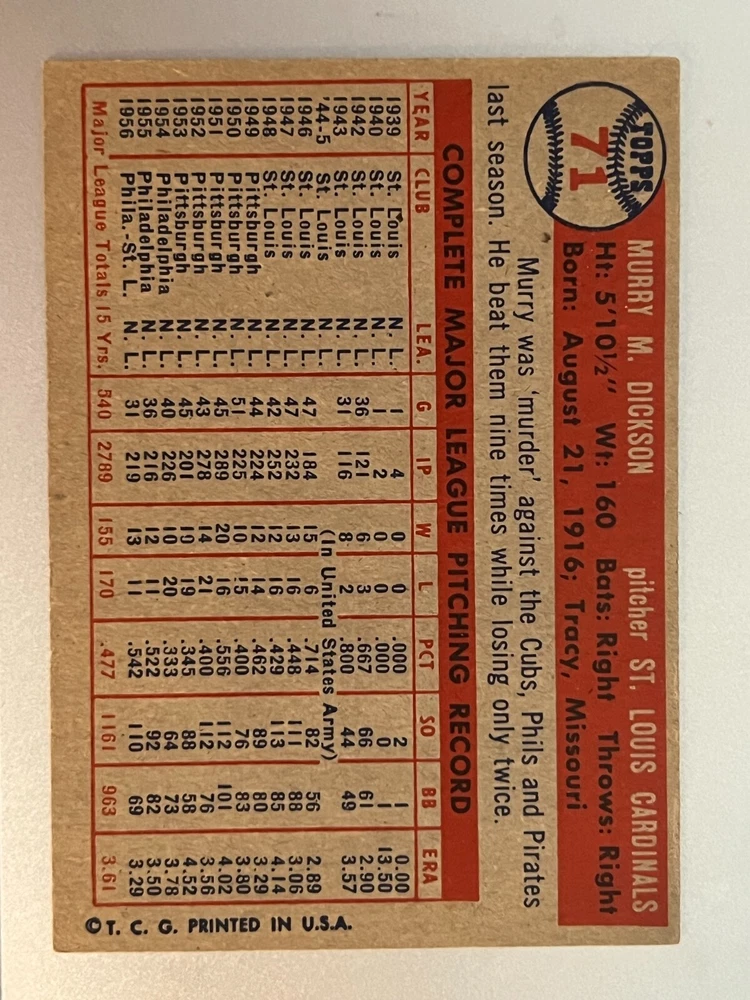 TOPPS
71
MURRY M. DICKSON pitcher ST. LOUIS CARDINALS
Ht: 5'10½" Wt: 160 Bats: Right Throws: Right
Born: August 21, 1916; Tracy, Missouri
Murry was 'murder' against the Cubs, Phils and Pirates
last season. He beat them nine times while losing only twice.
COMPLETE MAJOR LEAGUE PITCHING RECORD
YEAR CLUB LEA. G IP W L PCT SO BB ERA
1939 St. Louis N. L. 1 4 0 0 .000 2 1 0.00
1940 St. Louis N. L. 1 2 0 0 .000 0 1 13.50
1942 St. Louis N. L. 36 121 6 3 .667 66 61 2.90
1943 St. Louis N. L. 31 116 8 2 .800 44 49 3.57
'44-5 St. Louis N. L. (In United States Army)
1946 St. Louis N. L. 47 184 15 6 .714 82 56 2.89
1947 St. Louis N. L. 47 232 13 16 .448 111 88 3.06
1948 St. Louis N. L. 42 252 12 16 .429 113 85 4.14
1949 Pittsburgh N. L. 44 224 12 14 .462 89 80 3.29
1950 Pittsburgh N. L. 51 225 10 15 .400 76 83 3.80
1951 Pittsburgh N. L. 45 289 20 16 .556 112 101 4.02
1952 Pittsburgh N. L. 43 278 14 21 .400 112 76 3.56
1953 Pittsburgh N. L. 45 201 10 19 .345 88 58 4.52
1954 Philadelphia N. L. 40 226 10 20 .333 64 73 3.78
1955 Philadelphia N. L. 36 216 12 11 .522 92 82 3.50
1956 Phila.-St. L. N. L. 31 219 13 11 .542 110 69 3.29
Major League Totals 15 Yrs. 540 2789 155 170 .477 1161 963 3.61
© T. C. G. PRINTED IN U.S.A.